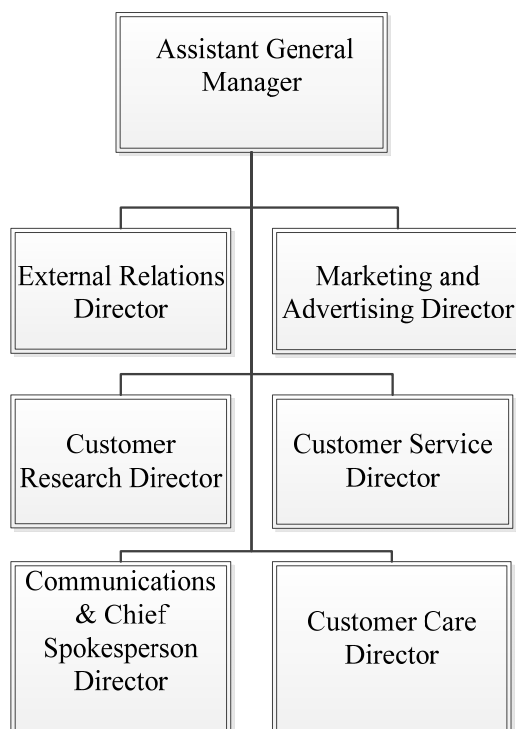 Assistant General
Manager
External Relations
Director
Marketing and
Advertising Director
Customer
Research Director
Customer Service
Director
Communications
& Chief
Spokesperson
Director
Customer Care
Director